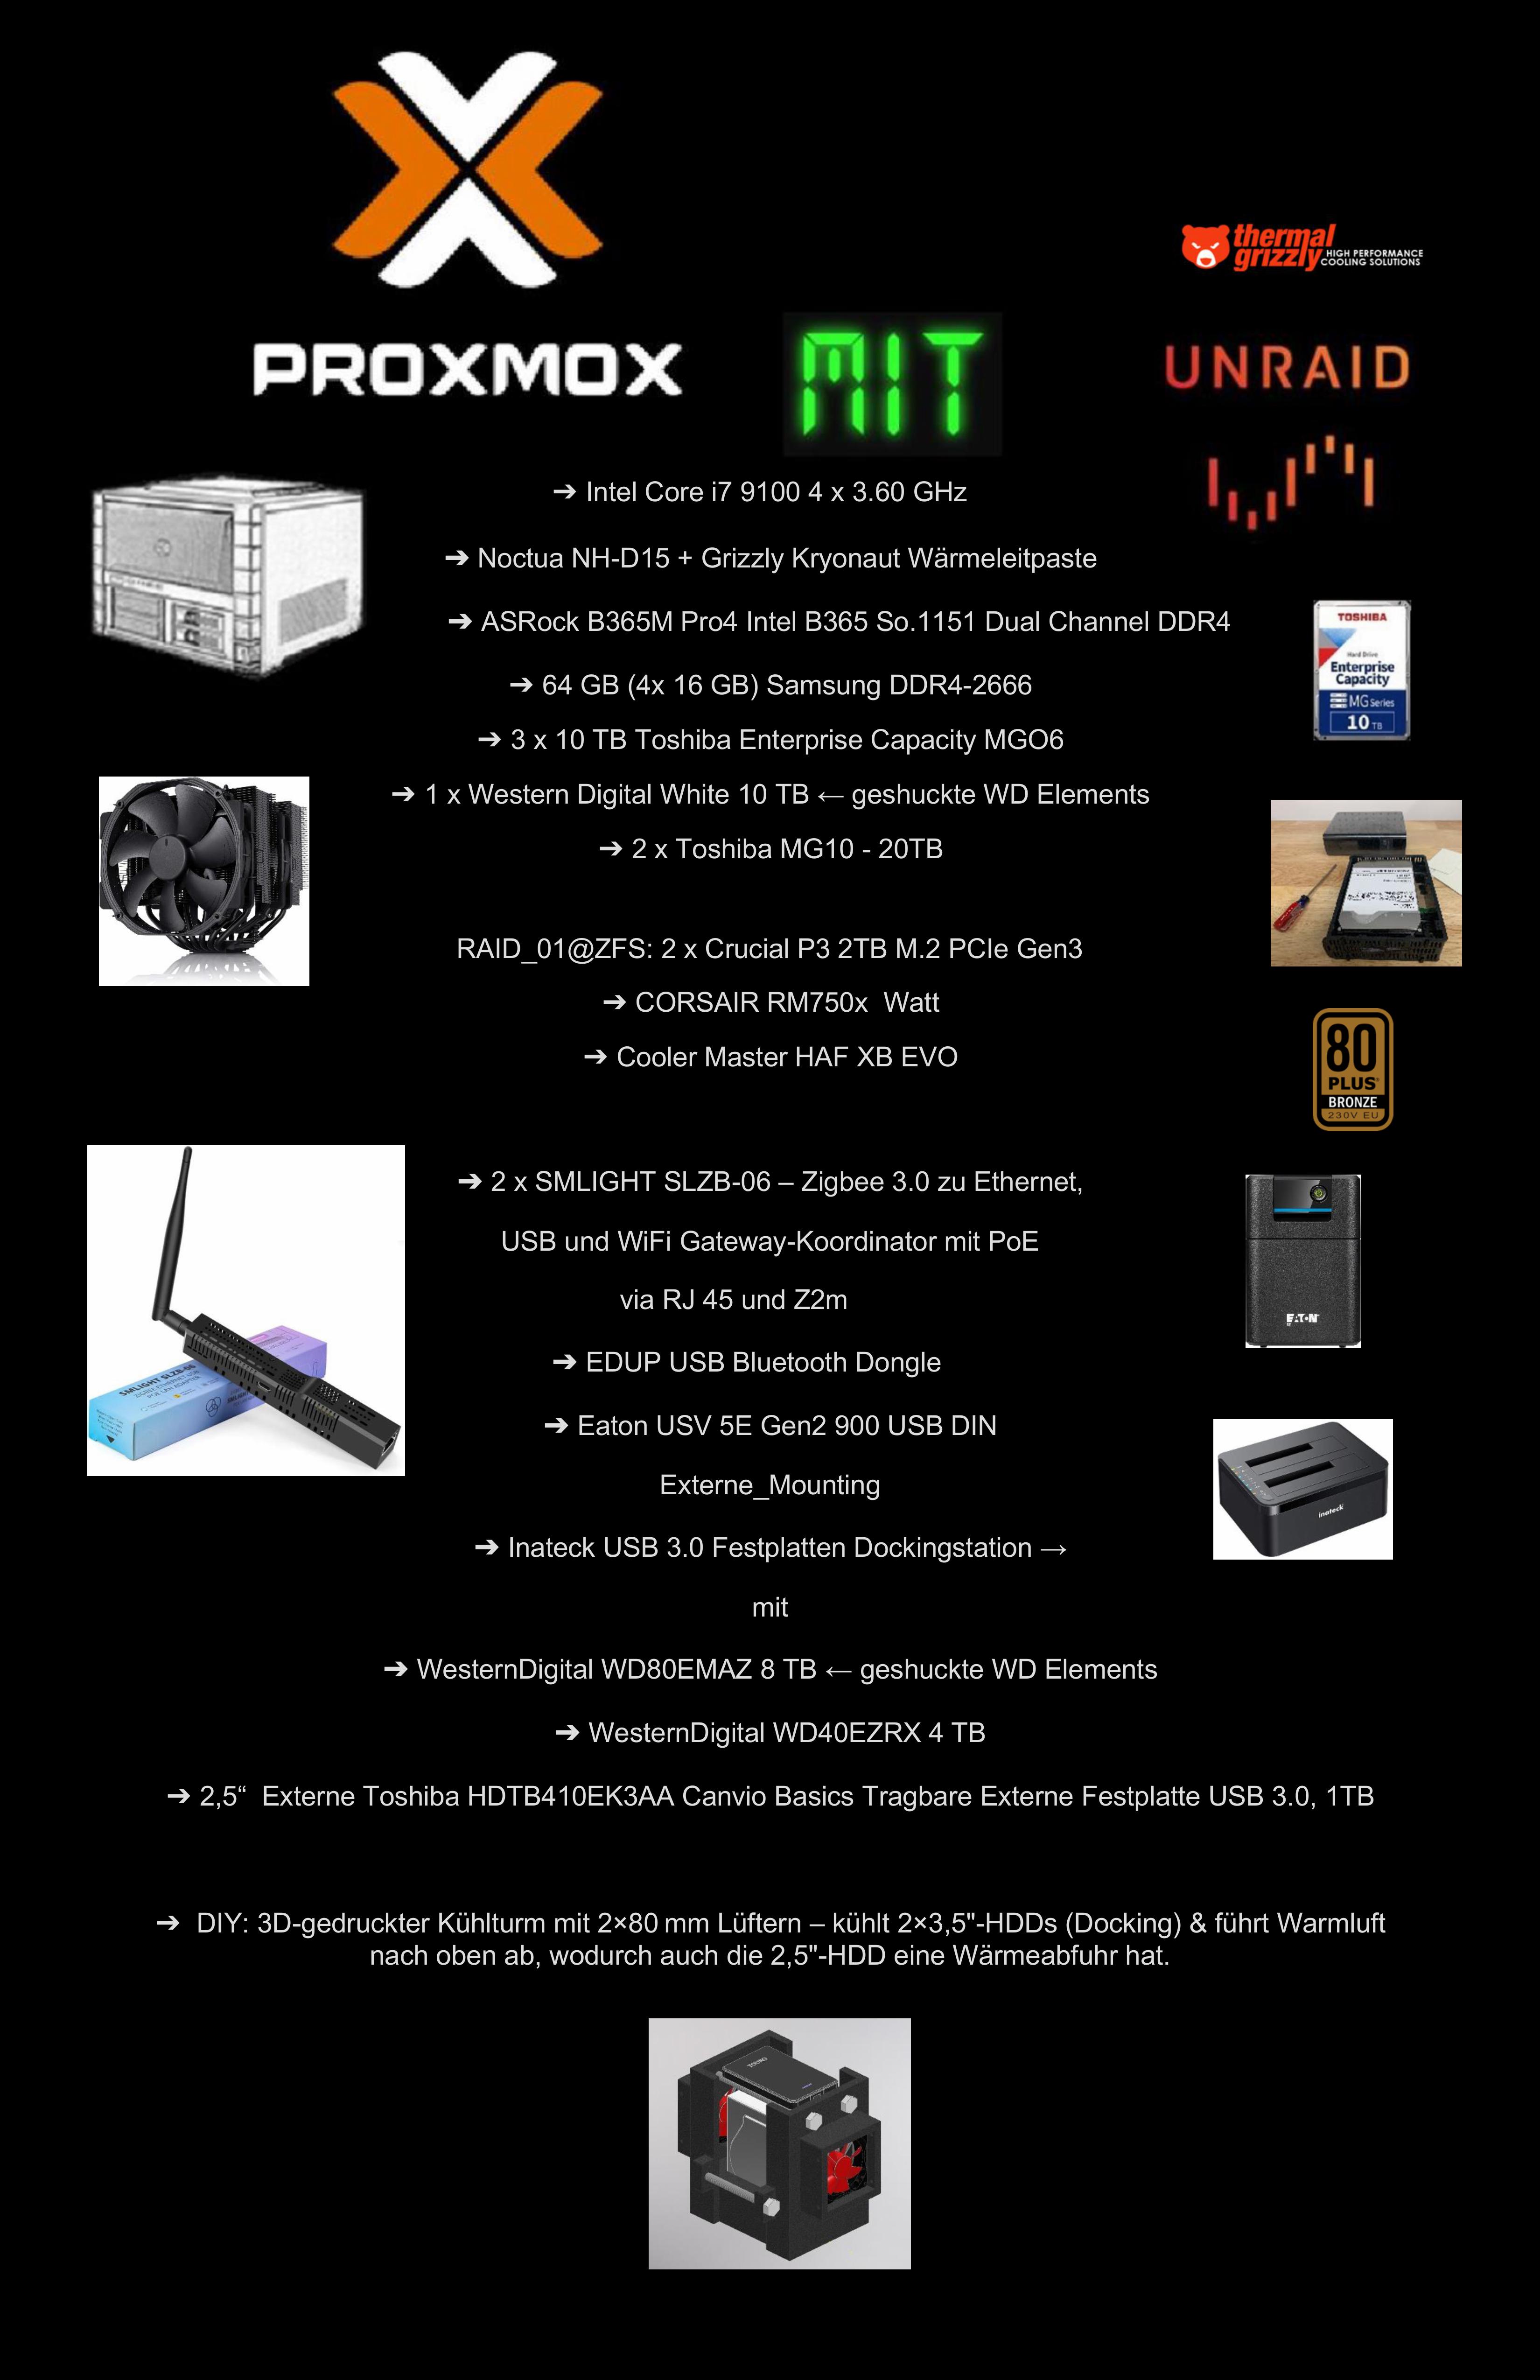 PROXMOX
thermal grizzly HIGH PERFORMANCE COOLING SOLUTIONS
MIT
UNRAID
➔ Intel Core i7 9100 4 x 3.60 GHz
➔ Noctua NH-D15 + Grizzly Kryonaut Wärmeleitpaste
➔ ASRock B365M Pro4 Intel B365 So.1151 Dual Channel DDR4
➔ 64 GB (4x 16 GB) Samsung DDR4-2666
TOSHIBA
Hard Drive
Enterprise
Capacity
MG Series
10 TB
➔ 3 x 10 TB Toshiba Enterprise Capacity MGO6
➔ 1 x Western Digital White 10 TB ← geshuckte WD Elements
➔ 2 x Toshiba MG10 - 20TB
RAID_01@ZFS: 2 x Crucial P3 2TB M.2 PCIe Gen3
➔ CORSAIR RM750x  Watt
➔ Cooler Master HAF XB EVO
80
PLUS
BRONZE
230V EU
➔ 2 x SMLIGHT SLZB-06 – Zigbee 3.0 zu Ethernet,
USB und WiFi Gateway-Koordinator mit PoE
via RJ 45 und Z2m
SMLIGHT SLZB-06
EATON
➔ EDUP USB Bluetooth Dongle
➔ Eaton USV 5E Gen2 900 USB DIN
Externe_Mounting
inateck
➔ Inateck USB 3.0 Festplatten Dockingstation →
mit
➔ WesternDigital WD80EMAZ 8 TB ← geshuckte WD Elements
➔ WesternDigital WD40EZRX 4 TB
➔ 2,5“  Externe Toshiba HDTB410EK3AA Canvio Basics Tragbare Externe Festplatte USB 3.0, 1TB
➔  DIY: 3D-gedruckter Kühlturm mit 2×80 mm Lüftern – kühlt 2×3,5"-HDDs (Docking) & führt Warmluft
nach oben ab, wodurch auch die 2,5"-HDD eine Wärmeabfuhr hat.